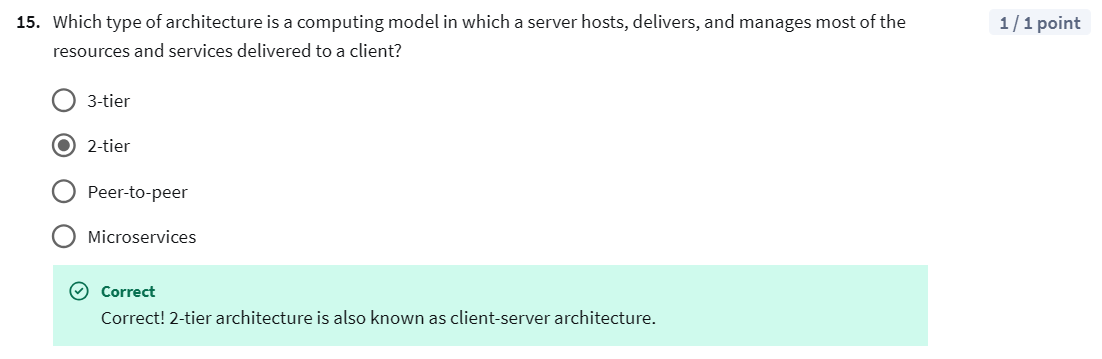 15. Which type of architecture is a computing model in which a server hosts, delivers, and manages most of the
1 / 1 point
resources and services delivered to a client?
3-tier
2-tier
Peer-to-peer
Microservices
Correct
Correct! 2-tier architecture is also known as client-server architecture.